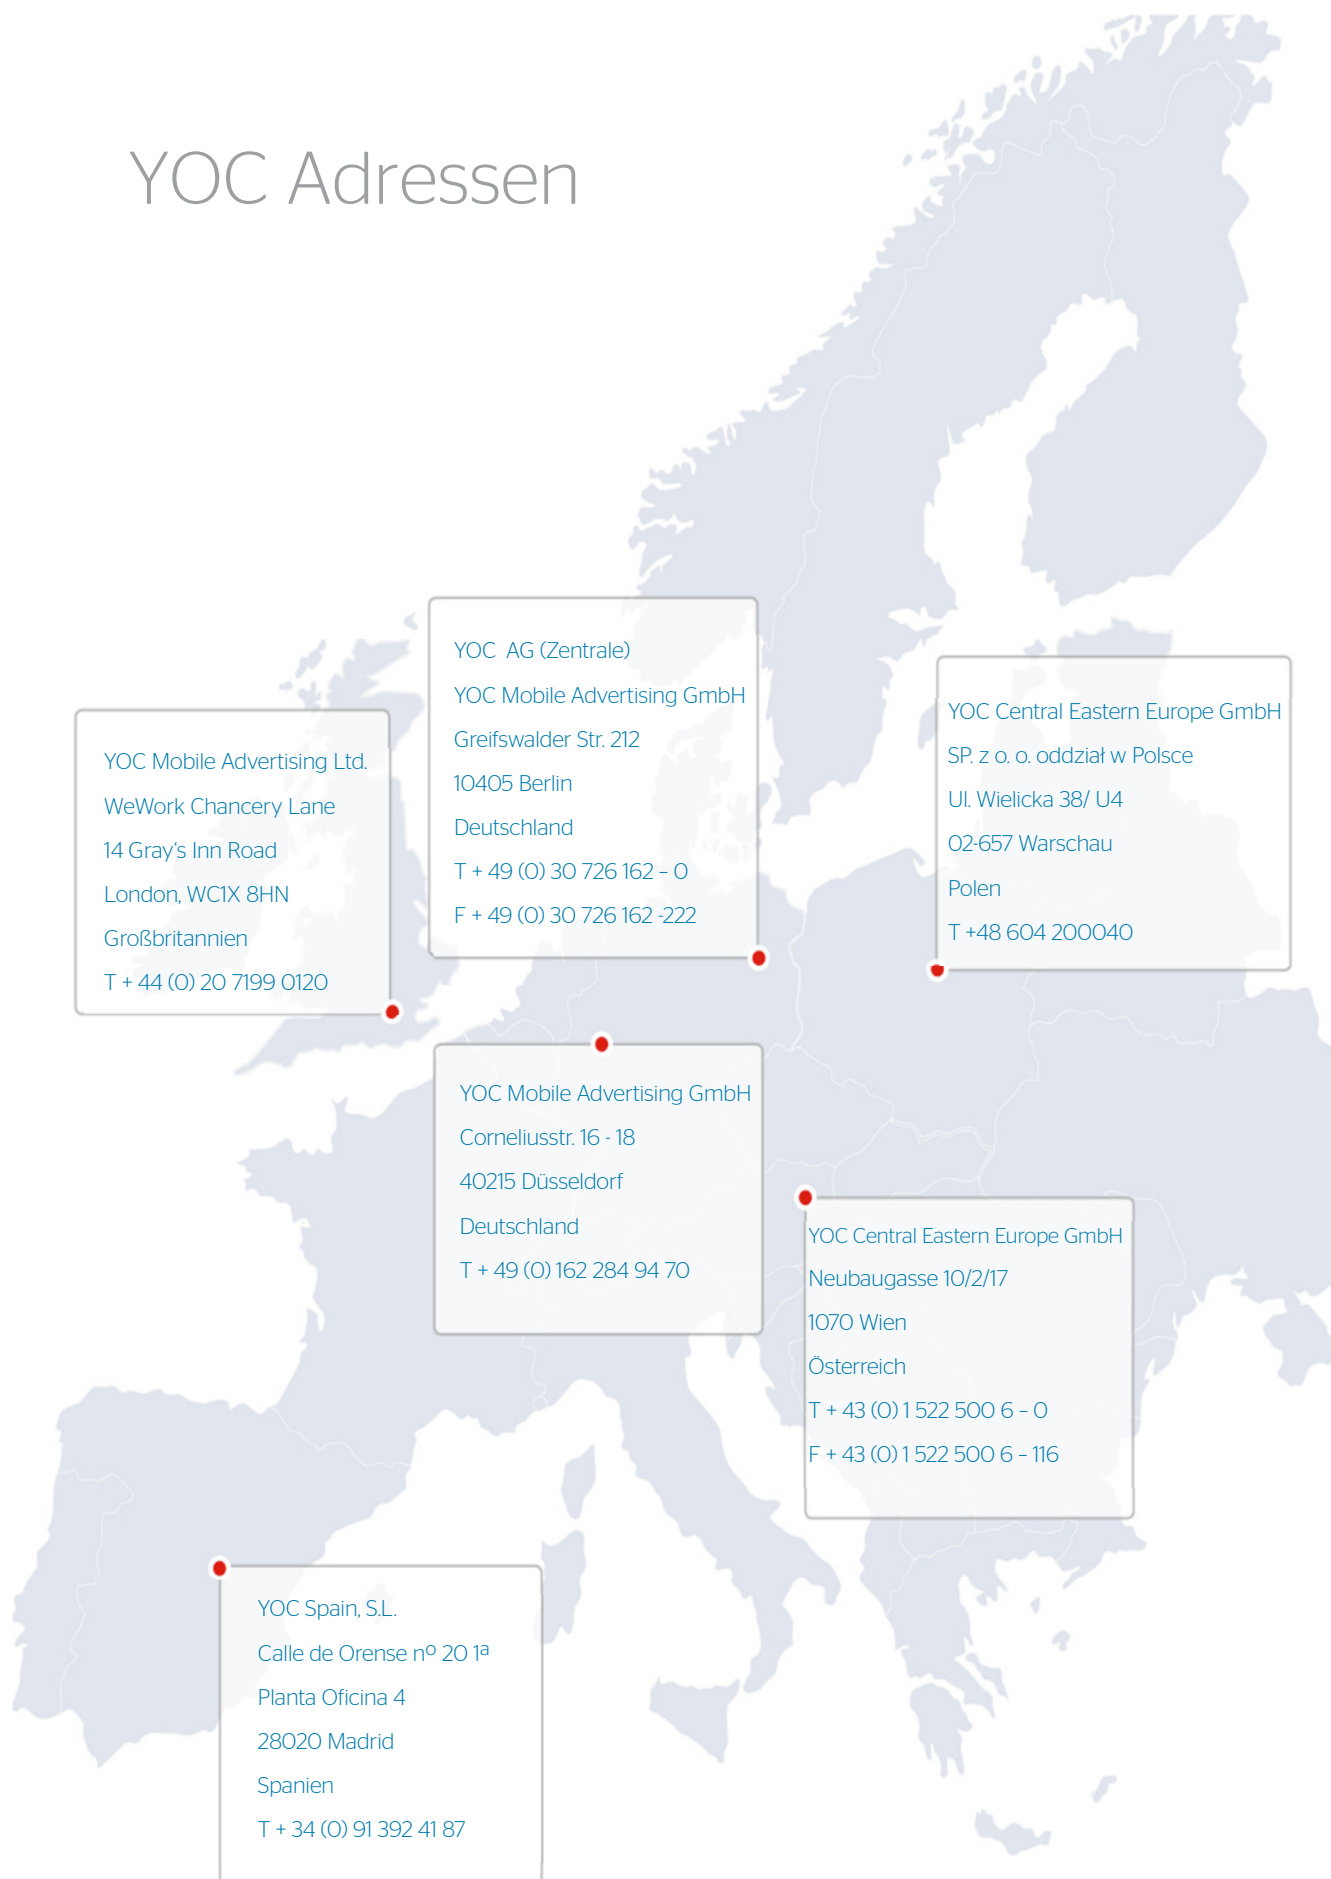 YOC Adressen
YOC AG (Zentrale)
YOC Mobile Advertising GmbH
Greifswalder Str. 212
10405 Berlin
Deutschland
T + 49 (0) 30 726 162 – 0
F + 49 (0) 30 726 162 -222
YOC Central Eastern Europe GmbH
SP. z o. o. oddział w Polsce
Ul. Wielicka 38/ U4
02-657 Warschau
Polen
T +48 604 200040
YOC Mobile Advertising Ltd.
WeWork Chancery Lane
14 Gray‘s Inn Road
London, WC1X 8HN
Großbritannien
T + 44 (0) 20 7199 0120
YOC Mobile Advertising GmbH
Corneliusstr. 16 - 18
40215 Düsseldorf
Deutschland
T + 49 (0) 162 284 94 70
YOC Central Eastern Europe GmbH
Neubaugasse 10/2/17
1070 Wien
Österreich
T + 43 (0) 1 522 500 6 – 0
F + 43 (0) 1 522 500 6 – 116
YOC Spain, S.L.
Calle de Orense nº 20 1ª
Planta Oficina 4
28020 Madrid
Spanien
T + 34 (0) 91 392 41 87